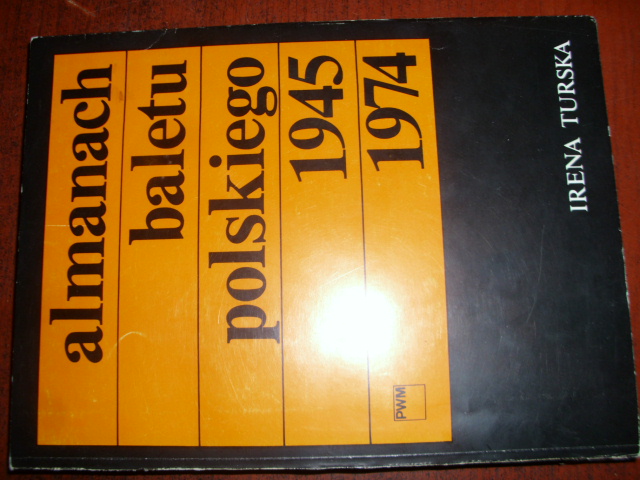 almanach
baletu
polskiego
1945
1974
PWM
IRENA TURSKA